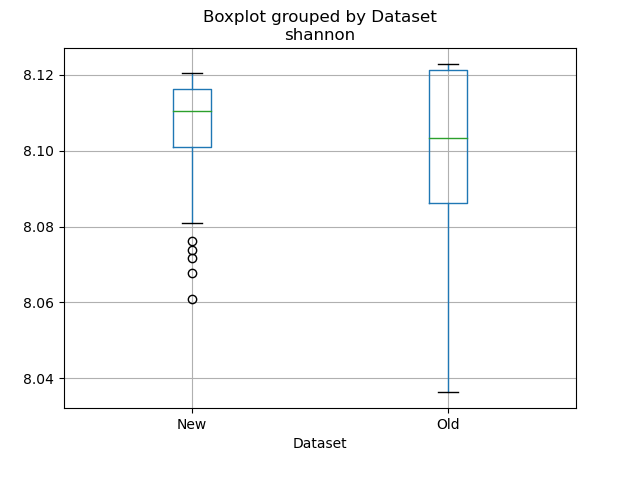 Boxplot grouped by Dataset
shannon
8.12
8.10
8.08
8.06
8.04
New
Old
Dataset